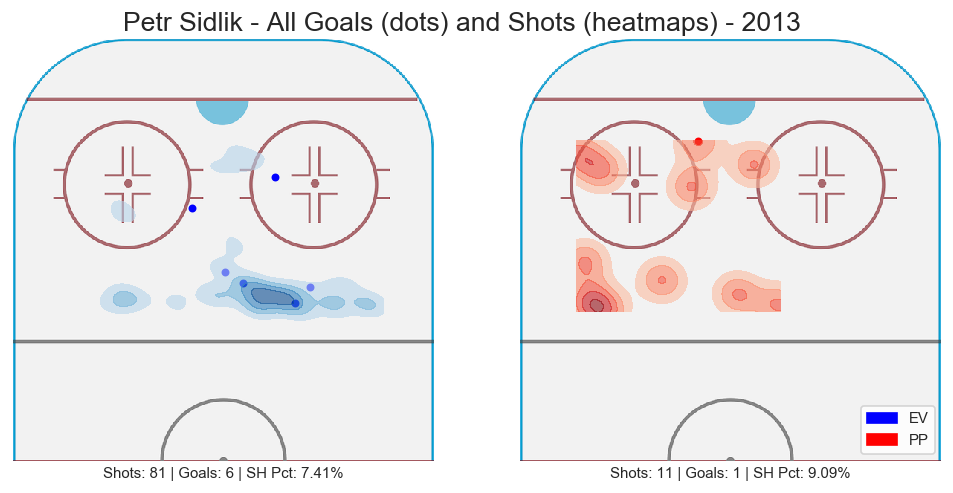 Petr Sidlik - All Goals (dots) and Shots (heatmaps) - 2013
EV
PP
Shots: 81 | Goals: 6 | SH Pct: 7.41%
Shots: 11 | Goals: 1 | SH Pct: 9.09%